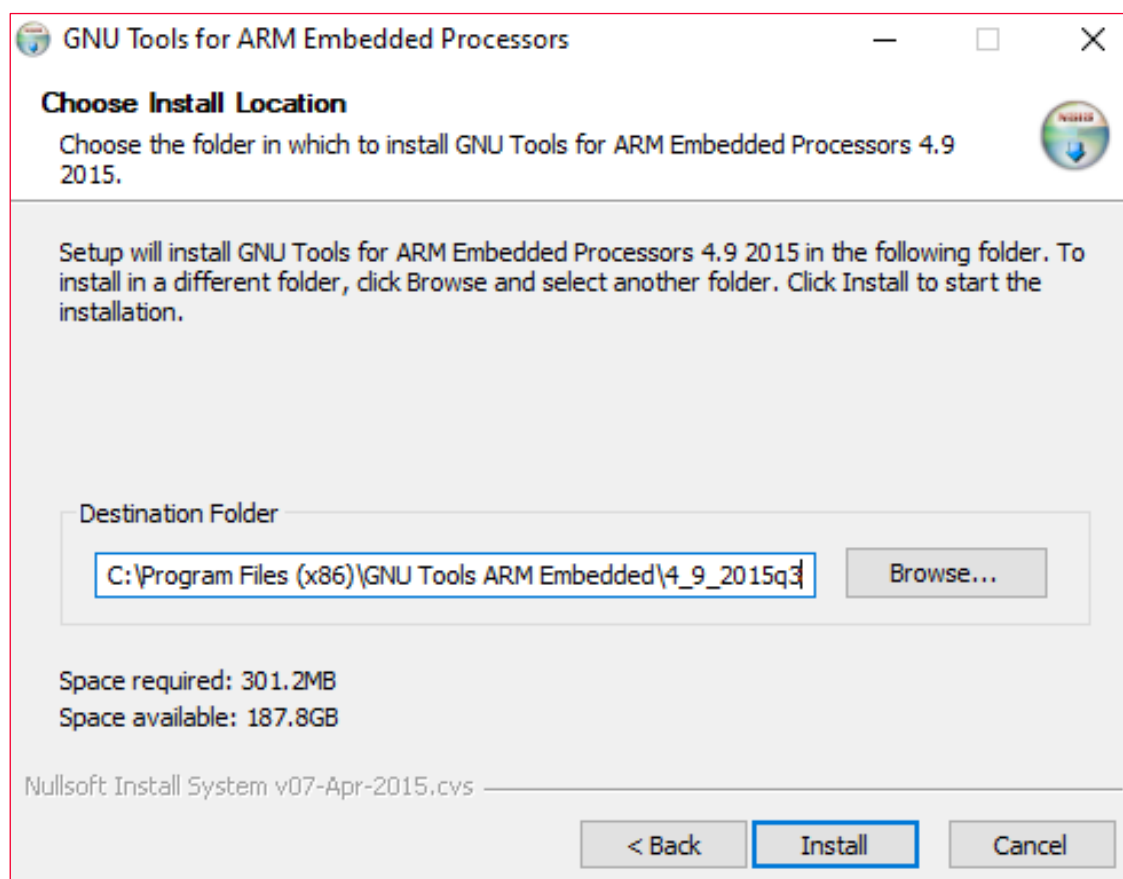 GNU Tools for ARM Embedded Processors
Choose Install Location
Choose the folder in which to install GNU Tools for ARM Embedded Processors 4.9
2015.
Setup will install GNU Tools for ARM Embedded Processors 4.9 2015 in the following folder. To
install in a different folder, click Browse and select another folder. Click Install to start the
installation.
Destination Folder
C:\Program Files (x86)\GNU Tools ARM Embedded\4_9_2015q3
Browse...
Space required: 301.2MB
Space available: 187.8GB
Nullsoft Install System v07-Apr-2015.cvs
< Back
Install
Cancel